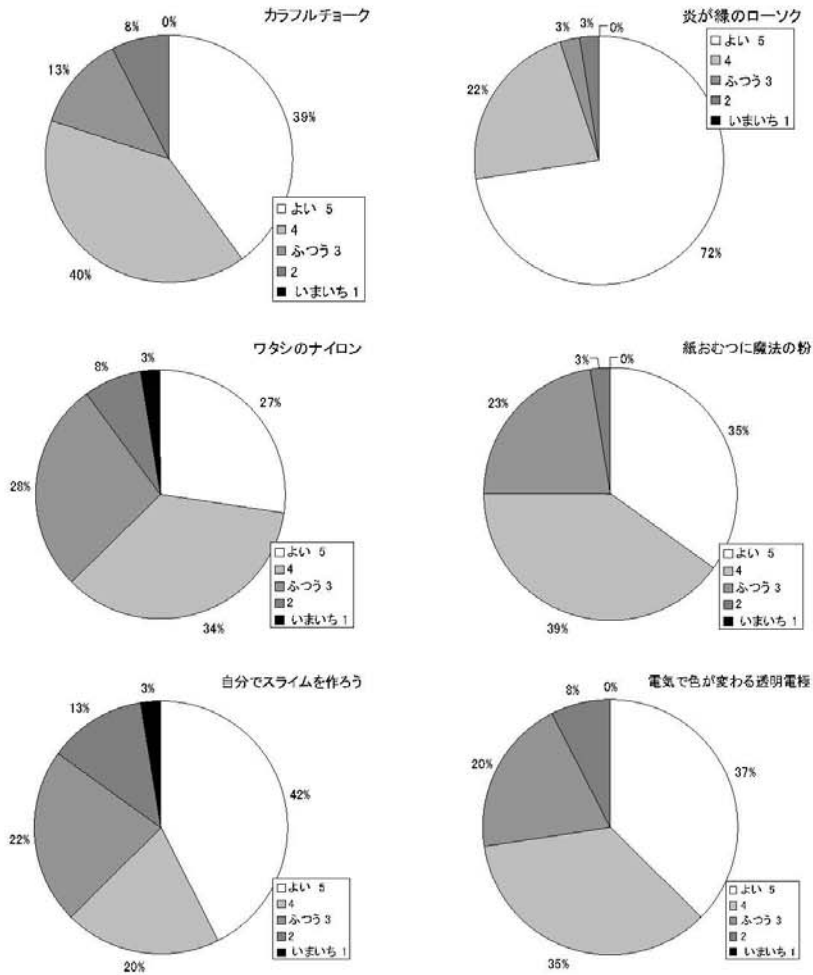 カラフルチョーク
0%
8%
13%
39%
40%
よい 5
4
ふつう 3
2
いまいち 1
炎が緑のローソク
3%
3%
0%
22%
72%
よい 5
4
ふつう 3
2
いまいち 1
ワタシのナイロン
3%
8%
27%
28%
34%
よい 5
4
ふつう 3
2
いまいち 1
紙おむつに魔法の粉
3%
0%
23%
35%
39%
よい 5
4
ふつう 3
2
いまいち 1
自分でスライムを作ろう
3%
13%
42%
22%
20%
よい 5
4
ふつう 3
2
いまいち 1
電気で色が変わる透明電極
8%
0%
20%
37%
35%
よい 5
4
ふつう 3
2
いまいち 1